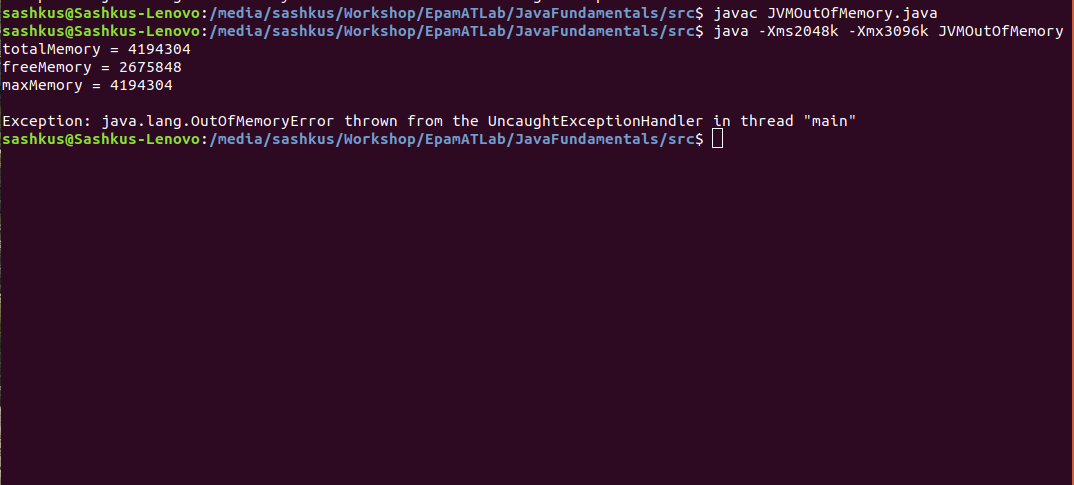 sashkus@Sashkus-Lenovo:/media/sashkus/Workshop/EpamATLab/JavaFundamentals/src$ javac JVMOutOfMemory.java
sashkus@Sashkus-Lenovo:/media/sashkus/Workshop/EpamATLab/JavaFundamentals/src$ java -Xms2048k -Xmx3096k JVMOutOfMemory
totalMemory = 4194304
freeMemory = 2675848
maxMemory = 4194304
Exception: java.lang.OutOfMemoryError thrown from the UncaughtExceptionHandler in thread "main"
sashkus@Sashkus-Lenovo:/media/sashkus/Workshop/EpamATLab/JavaFundamentals/src$